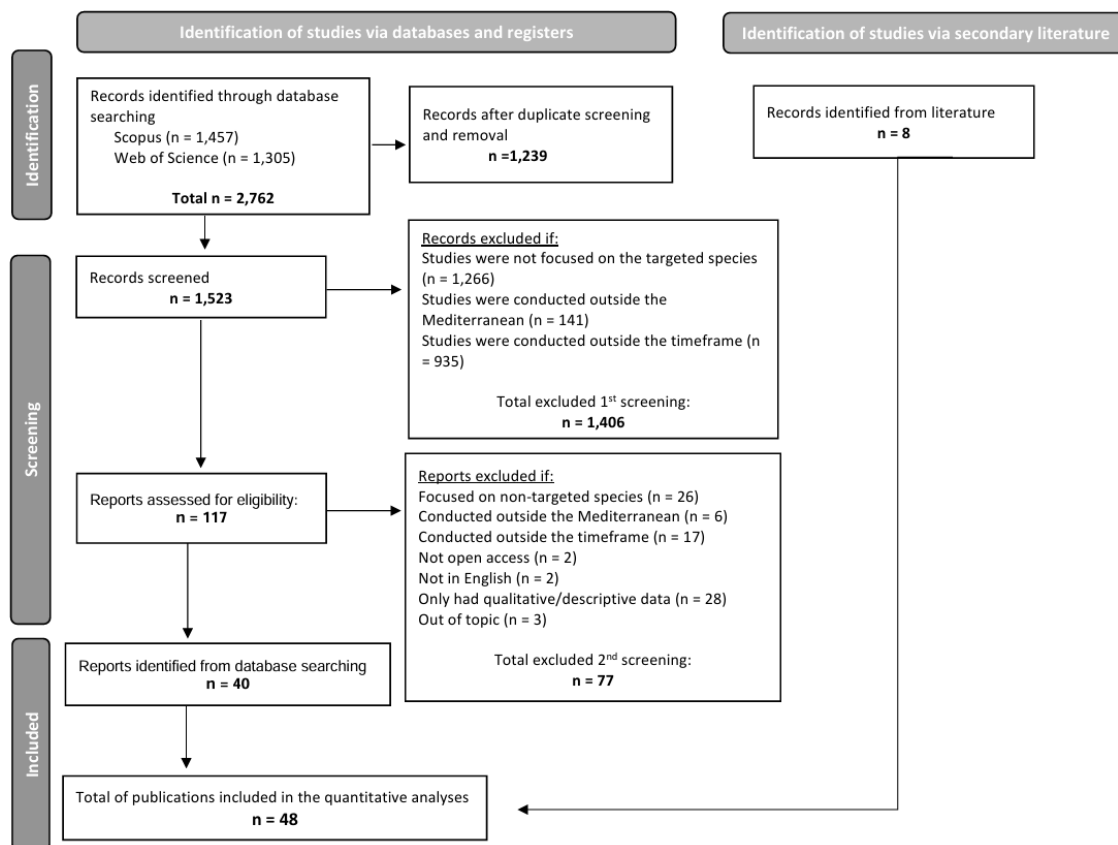 Identification of studies via databases and registers
Identification of studies via secondary literature
Identification
Records identified through database
searching
Scopus (n = 1,457)
Web of Science (n = 1,305)
Total n = 2,762
Records after duplicate screening
and removal
n =1,239
Records identified from literature
n = 8
Screening
Records screened
n = 1,523
Records excluded if:
Studies were not focused on the targeted species
(n = 1,266)
Studies were conducted outside the
Mediterranean (n = 141)
Studies were conducted outside the timeframe (n
= 935)
Total excluded 1st screening:
n = 1,406
Reports assessed for eligibility:
n = 117
Reports excluded if:
Focused on non-targeted species (n = 26)
Conducted outside the Mediterranean (n = 6)
Conducted outside the timeframe (n = 17)
Not open access (n = 2)
Not in English (n = 2)
Only had qualitative/descriptive data (n = 28)
Out of topic (n = 3)
Total excluded 2nd screening:
n = 77
Included
Reports identified from database searching
n = 40
Total of publications included in the quantitative analyses
n = 48